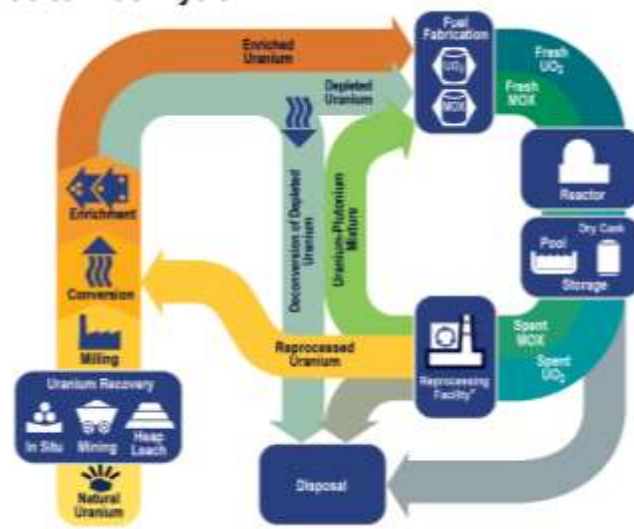 Enriched
Uranium
Depleted
Uranium
Fuel
Fabrication
UO2
MOX
Fresh
UO2
Fresh
MOX
Reactor
Dry Cask
Pool
Storage
Enrichment
Conversion
Milling
Uranium Recovery
In Situ
Mining
Heap
Leach
Natural
Uranium
Deconversion of Depleted
Uranium
Uranium-Plutonium
Mixture
Reprocessed
Uranium
Reprocessing
Facility*
Spent
MOX
Spent
UO2
Disposal